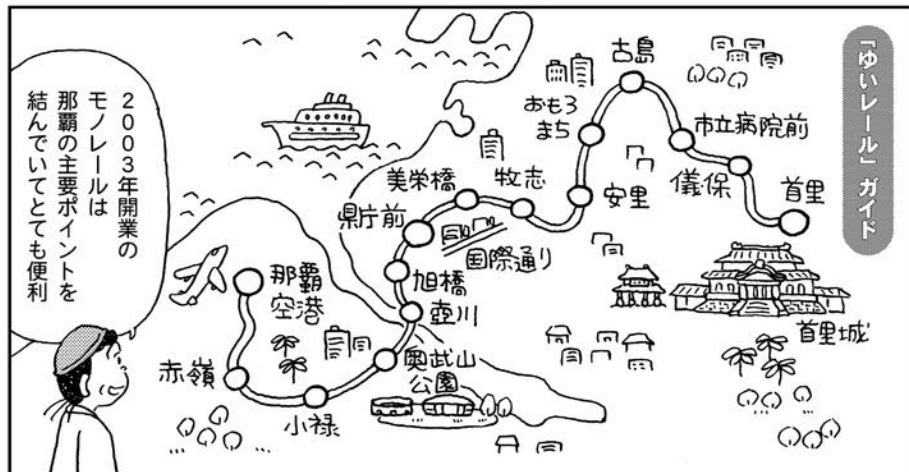 「ゆいレール」ガイド
2003年開業の
モノレールは
那覇の主要ポイントを
結んでいてとても便利
那覇
空港
赤嶺
小禄
奥武山
公園
壺川
旭橋
県庁前
美栄橋
牧志
国際通り
安里
おもろ
まち
古島
市立病院前
儀保
首里
首里城